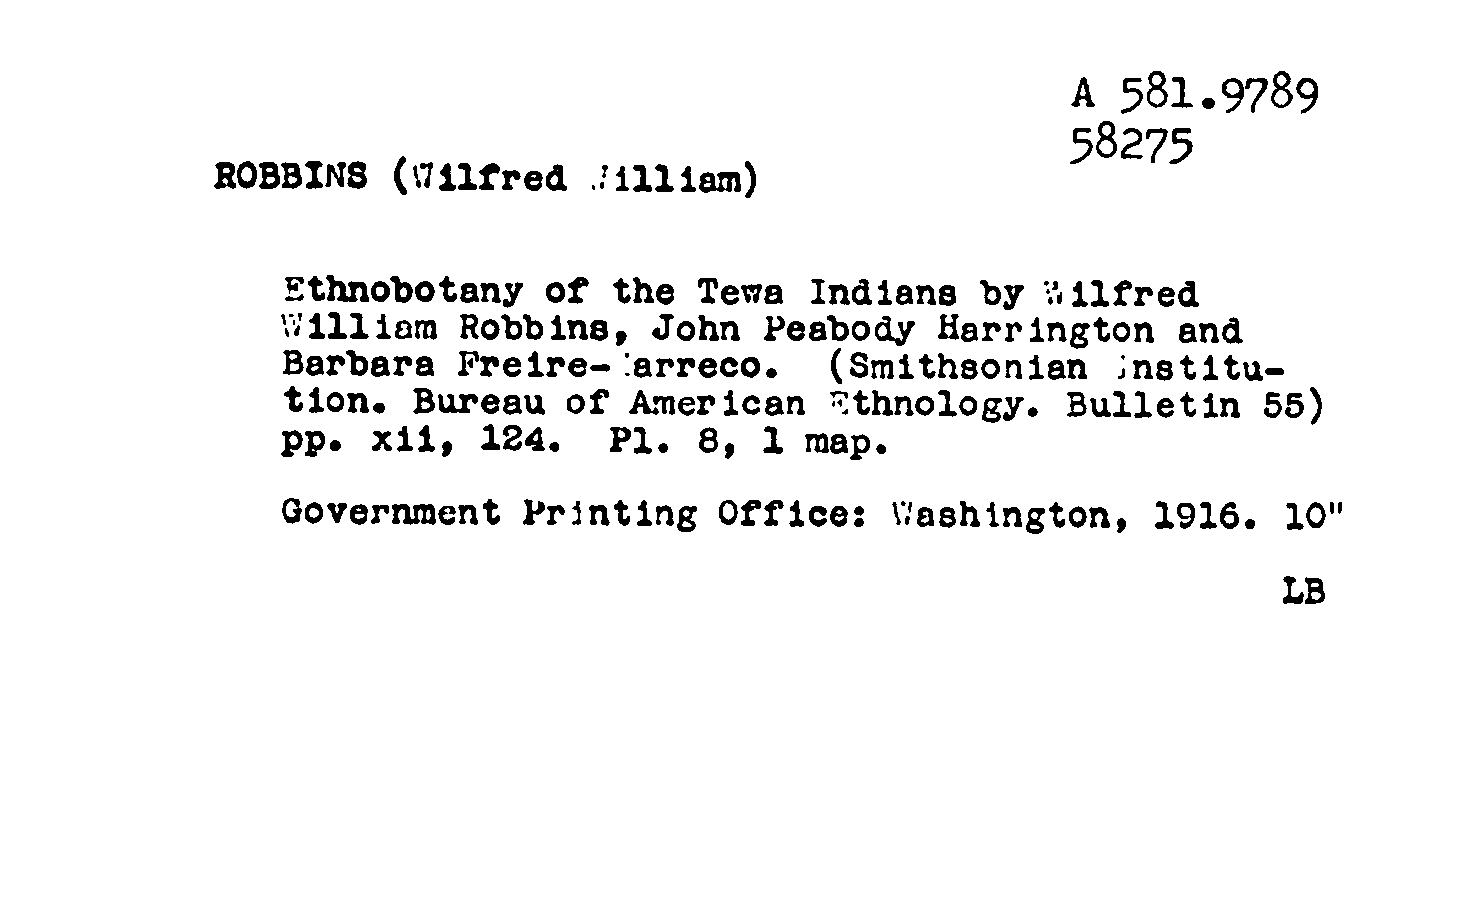 A 581.9789
58275
ROBBINS (Wilfred William)
Ethnobotany of the Tewa Indians by Wilfred
William Robbins, John Peabody Harrington and
Barbara Freire-Marreco. (Smithsonian Institu-
tion. Bureau of American Ethnology. Bulletin 55)
pp. xii, 124. Pl. 8, 1 map.
Government Printing Office: Washington, 1916. 10"
LB